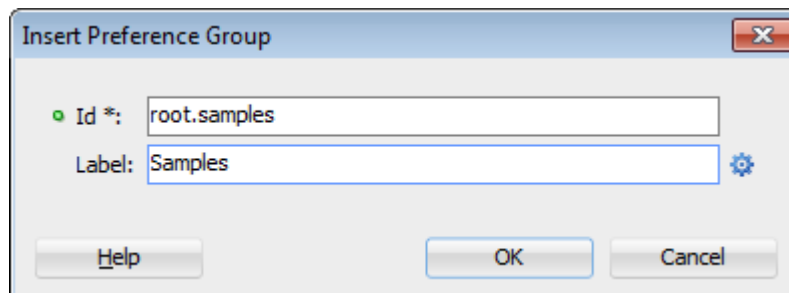 Insert Preference Group
Id *: root.samples
Label: Samples
Help OK Cancel